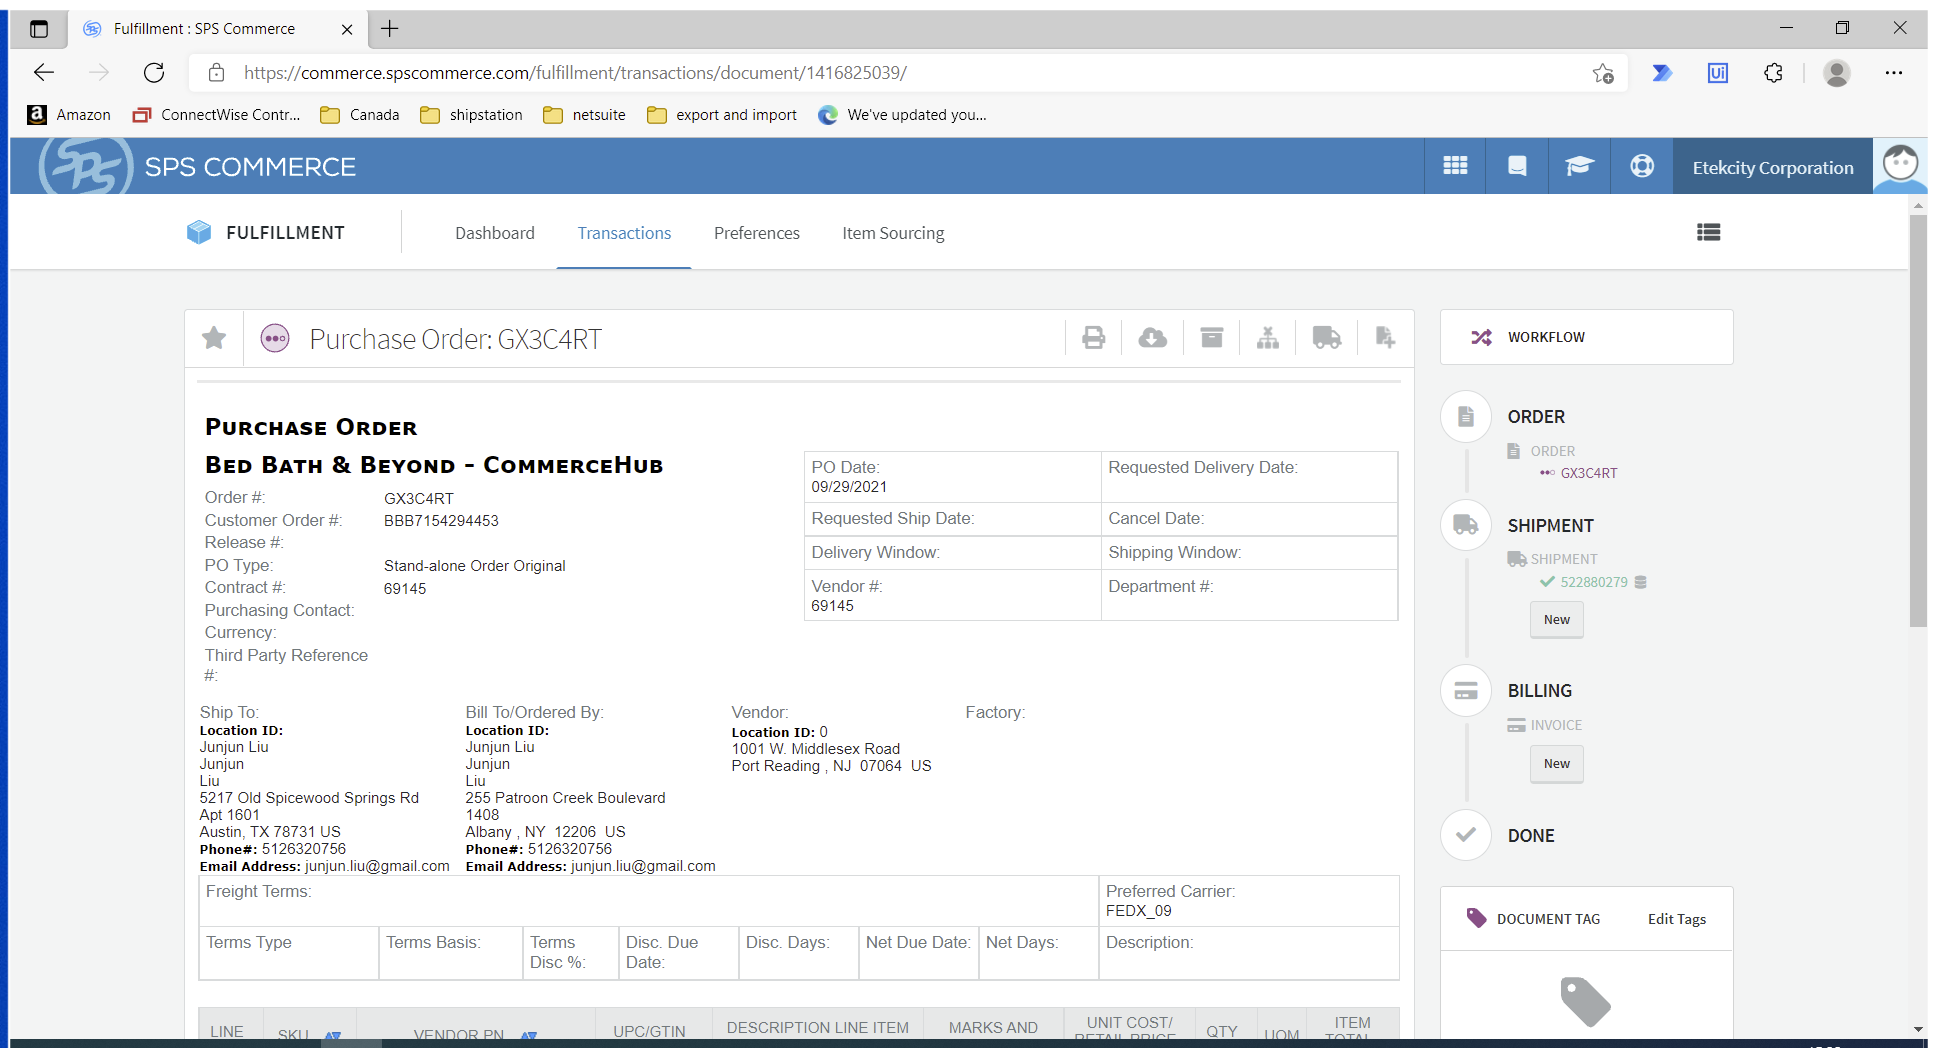 Fulfillment : SPS Commerce
https://commerce.spscommerce.com/fulfillment/transactions/document/1416825039/
Ui
a Amazon
ConnectWise Contr...
Canada
shipstation
netsuite
export and import
We've updated you...
SPS SPS COMMERCE
Etekcity Corporation
FULFILLMENT
Dashboard
Transactions
Preferences
Item Sourcing
Purchase Order: GX3C4RT
WORKFLOW
PURCHASE ORDER
BED BATH & BEYOND - COMMERCEHUB
Order #: GX3C4RT
Customer Order #: BBB7154294453
Release #:
PO Type: Stand-alone Order Original
Contract #: 69145
Purchasing Contact:
Currency:
Third Party Reference
#:
PO Date:
09/29/2021
Requested Delivery Date:
Requested Ship Date:
Cancel Date:
Delivery Window:
Shipping Window:
Vendor #:
69145
Department #:
Ship To:
Location ID:
Junjun Liu
Junjun
Liu
5217 Old Spicewood Springs Rd
Apt 1601
Austin, TX 78731 US
Phone#: 5126320756
Email Address: junjun.liu@gmail.com
Bill To/Ordered By:
Location ID:
Junjun Liu
Junjun
Liu
255 Patroon Creek Boulevard
1408
Albany , NY 12206 US
Phone#: 5126320756
Email Address: junjun.liu@gmail.com
Vendor:
Location ID: 0
1001 W. Middlesex Road
Port Reading , NJ 07064 US
Factory:
Freight Terms:
Preferred Carrier:
FEDX_09
Terms Type
Terms Basis:
Terms
Disc %:
Disc. Due
Date:
Disc. Days:
Net Due Date:
Net Days:
Description:
LINE
SKU
VENDOR PN
UPC/GTIN
DESCRIPTION LINE ITEM
MARKS AND
UNIT COST/
RETAIL PRICE
QTY
UOM
ITEM
TOTAL
ORDER
ORDER
GX3C4RT
SHIPMENT
SHIPMENT
522880279
New
BILLING
INVOICE
New
DONE
DOCUMENT TAG
Edit Tags